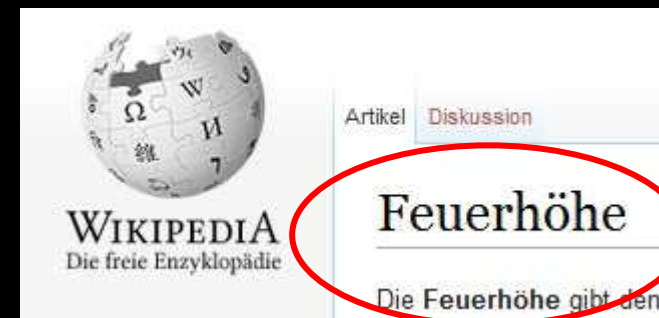 Artikel Diskussion
WIKIPEDIA
Die freie Enzyklopädie
Feuerhöhe
Die Feuerhöhe gibt den